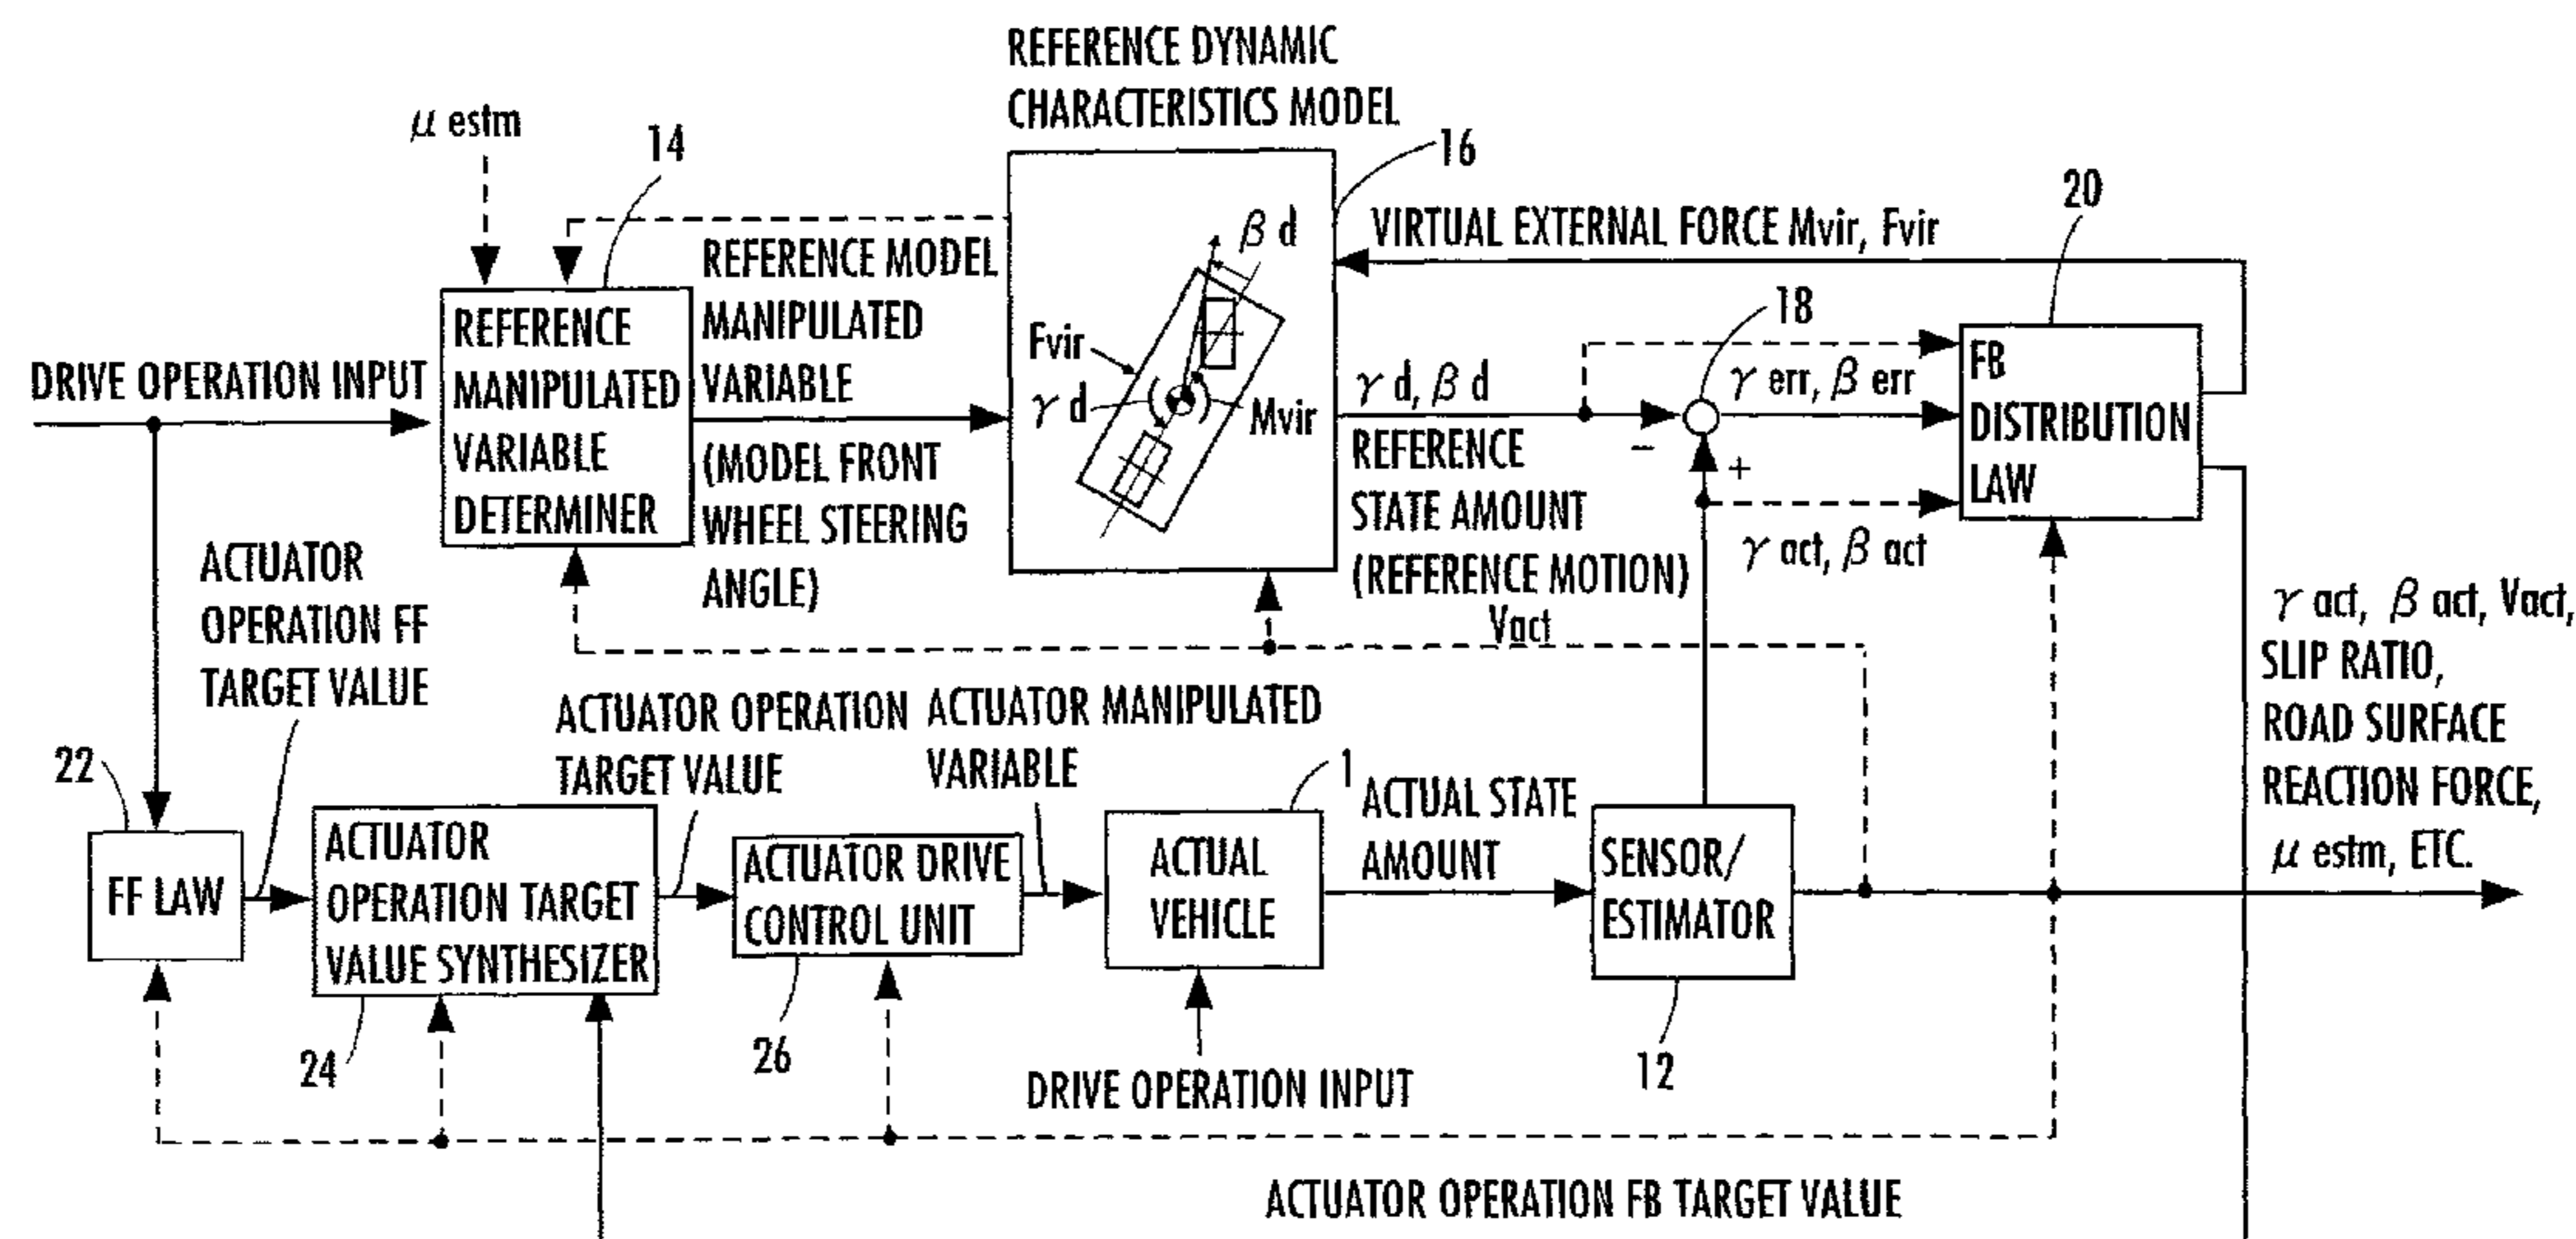 REFERENCE DYNAMIC
CHARACTERISTICS MODEL
μ estm
14
16
20
β d
VIRTUAL EXTERNAL FORCE Mvir, Fvir
REFERENCE MODEL
MANIPULATED
VARIABLE
(MODEL FRONT
WHEEL STEERING
ANGLE)
REFERENCE
MANIPULATED
VARIABLE
DETERMINER
DRIVE OPERATION INPUT
Fvir
γ d
Mvir
18
γ d, β d
γ err, β err
FB
DISTRIBUTION
LAW
REFERENCE
STATE AMOUNT
(REFERENCE MOTION)
−
+
γ act, β act
Vact
ACTUATOR
OPERATION FF
TARGET VALUE
γ act, β act, Vact,
SLIP RATIO,
ROAD SURFACE
REACTION FORCE,
μ estm, ETC.
ACTUATOR OPERATION
TARGET VALUE
ACTUATOR MANIPULATED
VARIABLE
22
1
ACTUAL STATE
AMOUNT
FF LAW
ACTUATOR
OPERATION TARGET
VALUE SYNTHESIZER
ACTUATOR DRIVE
CONTROL UNIT
ACTUAL
VEHICLE
SENSOR/
ESTIMATOR
24
26
12
DRIVE OPERATION INPUT
ACTUATOR OPERATION FB TARGET VALUE